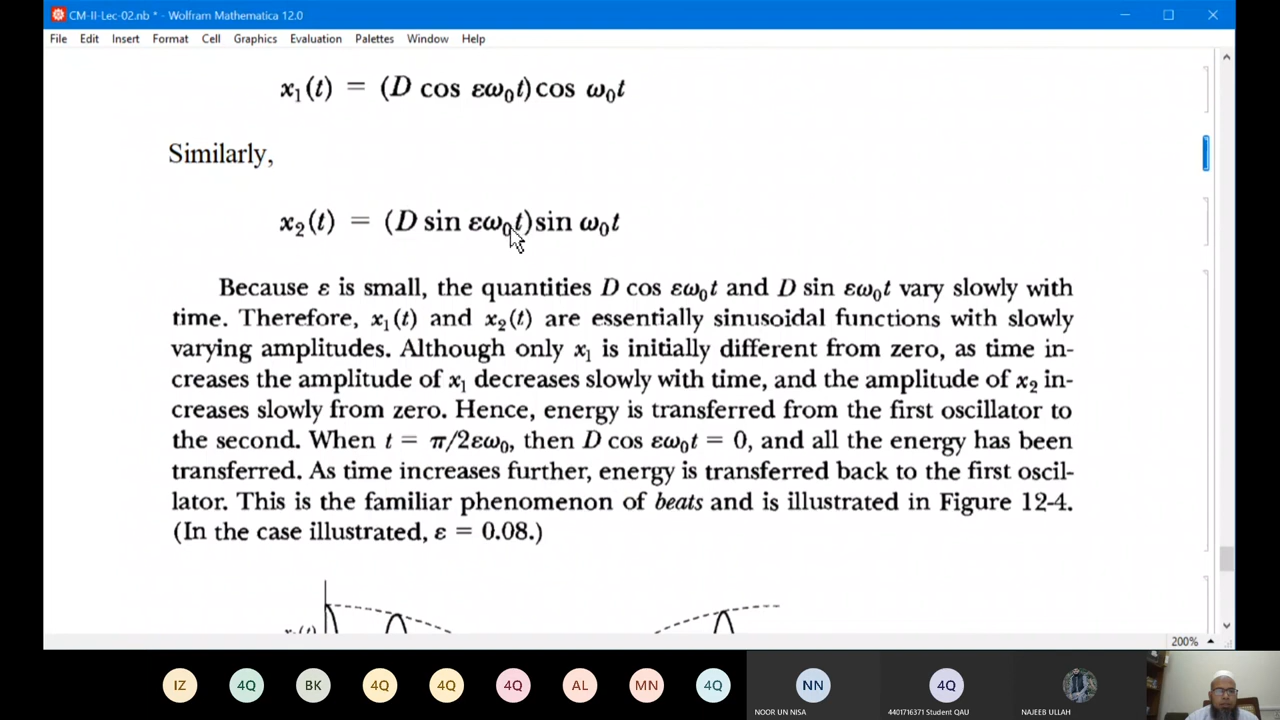 CM-II-Lec-02.nb * - Wolfram Mathematica 12.0
File Edit Insert Format Cell Graphics Evaluation Palettes Window Help
x₁(t) = (D cos εω₀t)cos ω₀t
Similarly,
x₂(t) = (D sin εω₀t)sin ω₀t
Because ε is small, the quantities D cos εω₀t and D sin εω₀t vary slowly with
time. Therefore, x₁(t) and x₂(t) are essentially sinusoidal functions with slowly
varying amplitudes. Although only x₁ is initially different from zero, as time in-
creases the amplitude of x₁ decreases slowly with time, and the amplitude of x₂ in-
creases slowly from zero. Hence, energy is transferred from the first oscillator to
the second. When t = π/2εω₀, then D cos εω₀t = 0, and all the energy has been
transferred. As time increases further, energy is transferred back to the first oscil-
lator. This is the familiar phenomenon of beats and is illustrated in Figure 12-4.
(In the case illustrated, ε = 0.08.)
200%
IZ 4Q BK 4Q 4Q 4Q AL MN 4Q NN 4Q
NOOR UN NISA 4401716371 Student QAU NAJEEB ULLAH